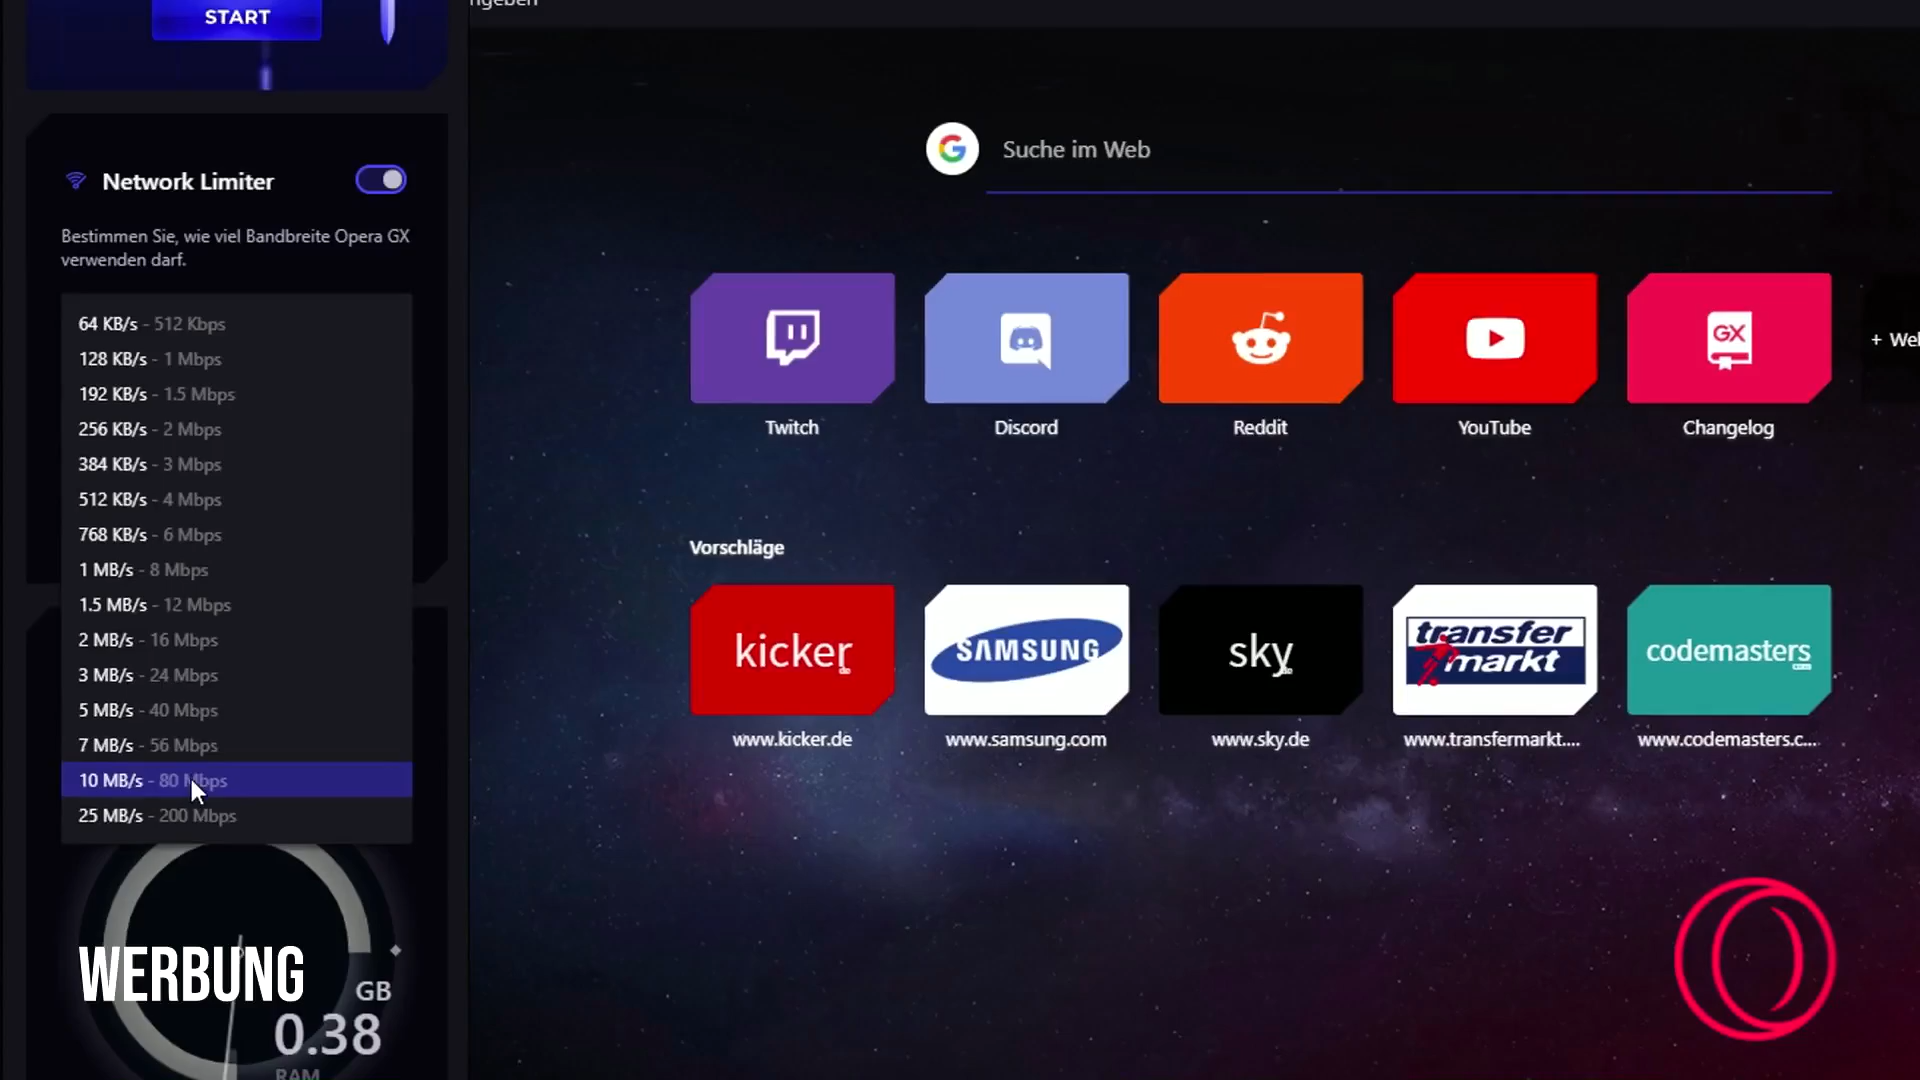 ngeben
START
Network Limiter
Bestimmen Sie, wie viel Bandbreite Opera GX
verwenden darf.
64 KB/s - 512 Kbps
128 KB/s - 1 Mbps
192 KB/s - 1.5 Mbps
256 KB/s - 2 Mbps
384 KB/s - 3 Mbps
512 KB/s - 4 Mbps
768 KB/s - 6 Mbps
1 MB/s - 8 Mbps
1.5 MB/s - 12 Mbps
2 MB/s - 16 Mbps
3 MB/s - 24 Mbps
5 MB/s - 40 Mbps
7 MB/s - 56 Mbps
10 MB/s - 80 Mbps
25 MB/s - 200 Mbps
WERBUNG
GB
0.38
RAM
G
Suche im Web
GX
Twitch
Discord
Reddit
YouTube
Changelog
+ Web
Vorschläge
kicker
.de
SAMSUNG
sky
.de
transfer
markt
codemasters
.com
www.kicker.de
www.samsung.com
www.sky.de
www.transfermarkt....
www.codemasters.c...